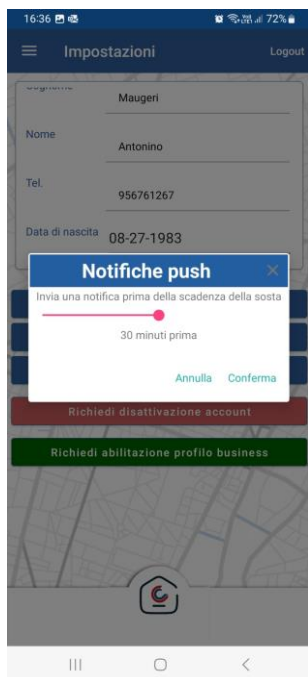 16:36 72%
Impostazioni Logout
Cognome
Maugeri
Nome
Antonino
Tel.
956761267
Data di nascita 08-27-1983
Notifiche push
Invia una notifica prima della scadenza della sosta
30 minuti prima
Annulla Conferma
Richiedi disattivazione account
Richiedi abilitazione profilo business